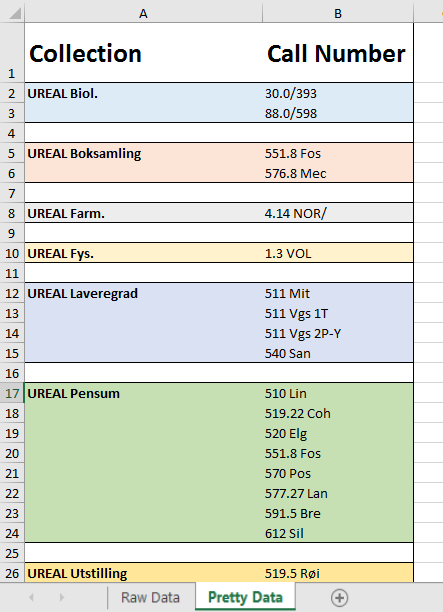 A B
1 Collection Call Number
2 UREAL Biol. 30.0/393
3 88.0/598
4
5 UREAL Boksamling 551.8 Fos
6 576.8 Mec
7
8 UREAL Farm. 4.14 NOR/
9
10 UREAL Fys. 1.3 VOL
11
12 UREAL Laveregrad 511 Mit
13 511 Vgs 1T
14 511 Vgs 2P-Y
15 540 San
16
17 UREAL Pensum 510 Lin
18 519.22 Coh
19 520 Elg
20 551.8 Fos
21 570 Pos
22 577.27 Lan
23 591.5 Bre
24 612 Sil
25
26 UREAL Utstilling 519.5 Røi
Raw Data Pretty Data